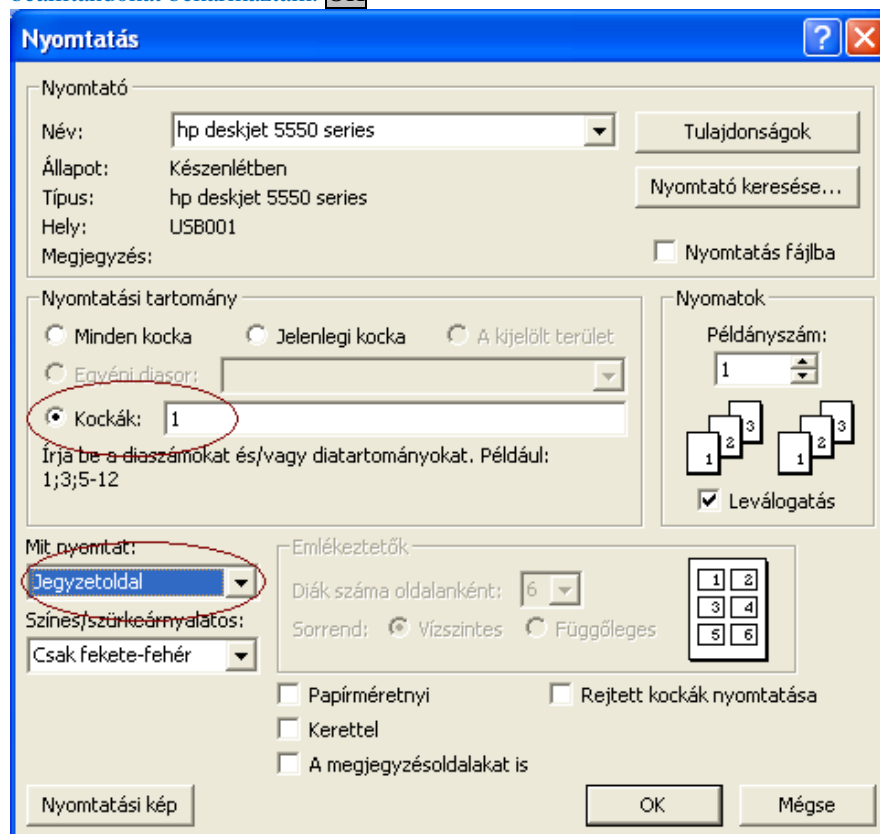 Nyomtatás
Nyomtató
Név: hp deskjet 5550 series Tulajdonságok
Állapot: Készenlétben
Típus: hp deskjet 5550 series Nyomtató keresése...
Hely: USB001
Megjegyzés: Nyomtatás fájlba
Nyomtatási tartomány
Minden kocka Jelenlegi kocka A kijelölt terület
Egyéni diasor:
Kockák: 1
Írja be a diaszámokat és/vagy diatartományokat. Például:
1;3;5-12
Nyomatok
Példányszám:
1
1 2 3 1 2 3
Leválogatás
Mit nyomtat:
Jegyzetoldal
Színes/szürkeárnyalatos:
Csak fekete-fehér
Emlékeztetők
Diák száma oldalanként: 6
Sorrend: Vízszintes Függőleges
1 2
3 4
5 6
Papírméretnyi Rejtett kockák nyomtatása
Kerettel
A megjegyzésoldalakat is
Nyomtatási kép OK Mégse